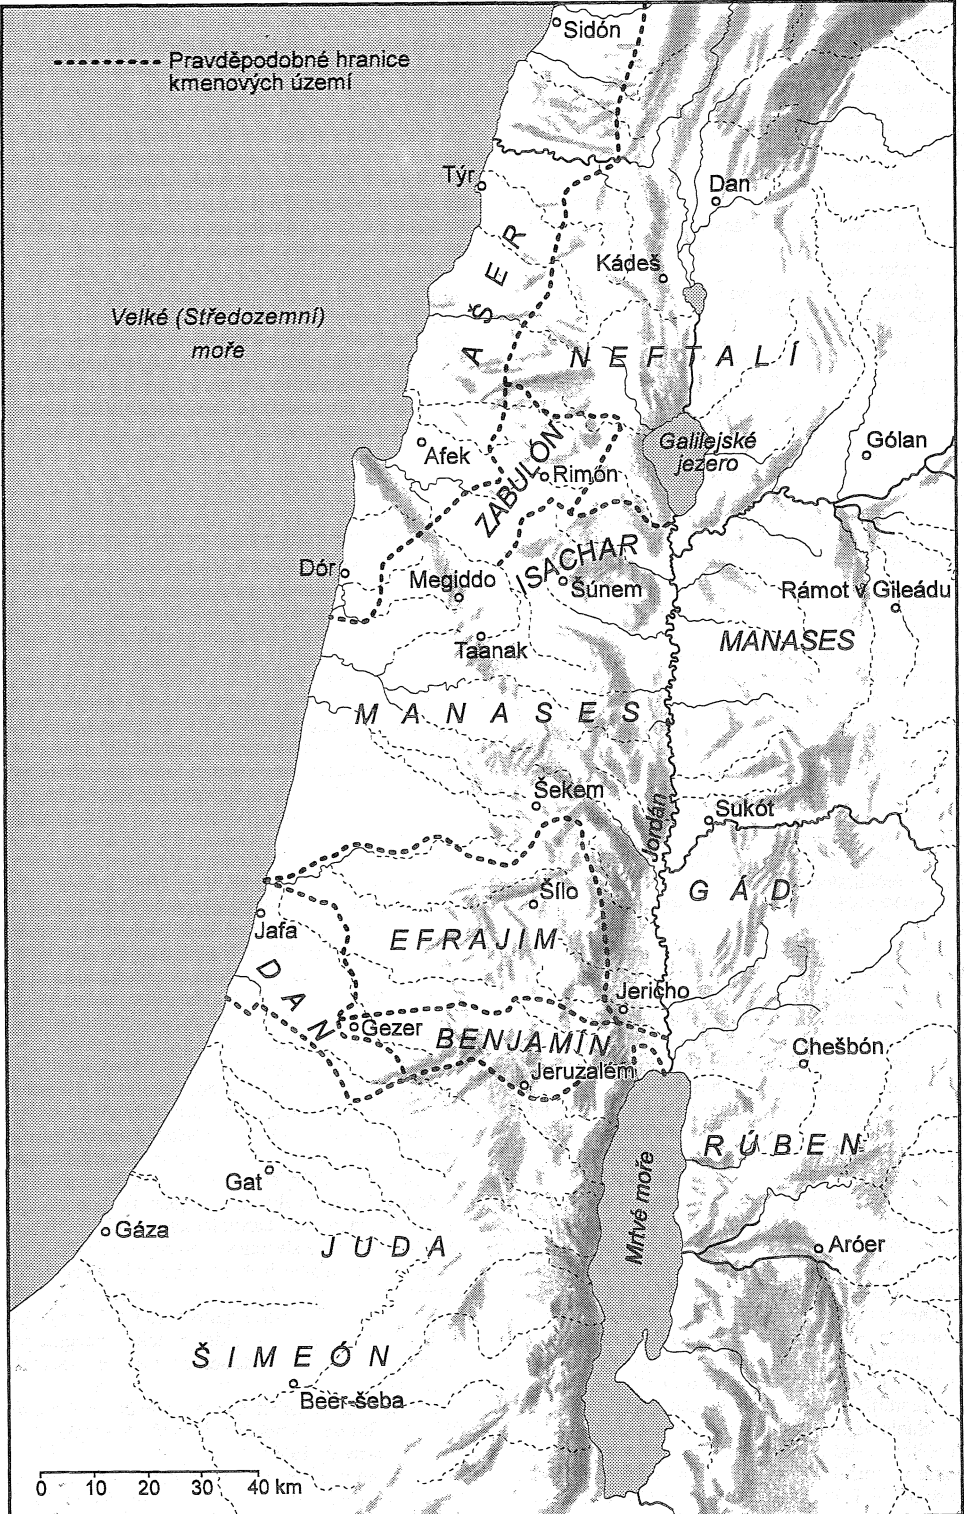 Sidón
Pravděpodobné hranice
kmenových území
Týr
Dan
AŠER
Kádeš
Velké (Středozemní)
moře
NEFTALÍ
Afek
ZABULÓN
Rimón
Galilejské
jezero
Gólan
Dór
Megiddo
ISACHAR
Šúnem
Rámot v Gileádu
Taanak
MANASES
MANASES
Šekem
Jordán
Sukót
Šílo
GÁD
Jafa
EFRAJIM
DAN
Jericho
Gezer
BENJAMÍN
Jeruzalém
Chešbón
RÚBEN
Gat
Mrtvé moře
Gáza
JUDA
Aróer
ŠIMEÓN
Beer-šeba
0 10 20 30 40 km